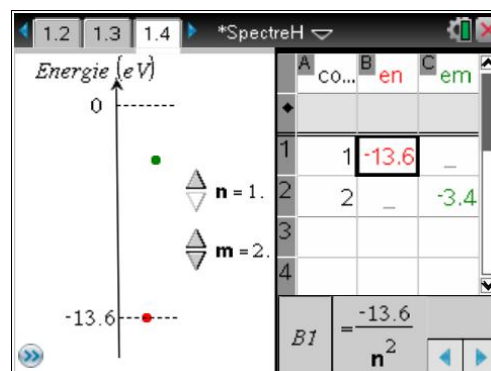 1.2 1.3 1.4 *SpectreH
Energie (eV)
0
n = 1.
m = 2.
-13.6
A co... B en C em
◆
1 1 -13.6 _
2 2 _ -3.4
3
4
B1 = -13.6 / n^2